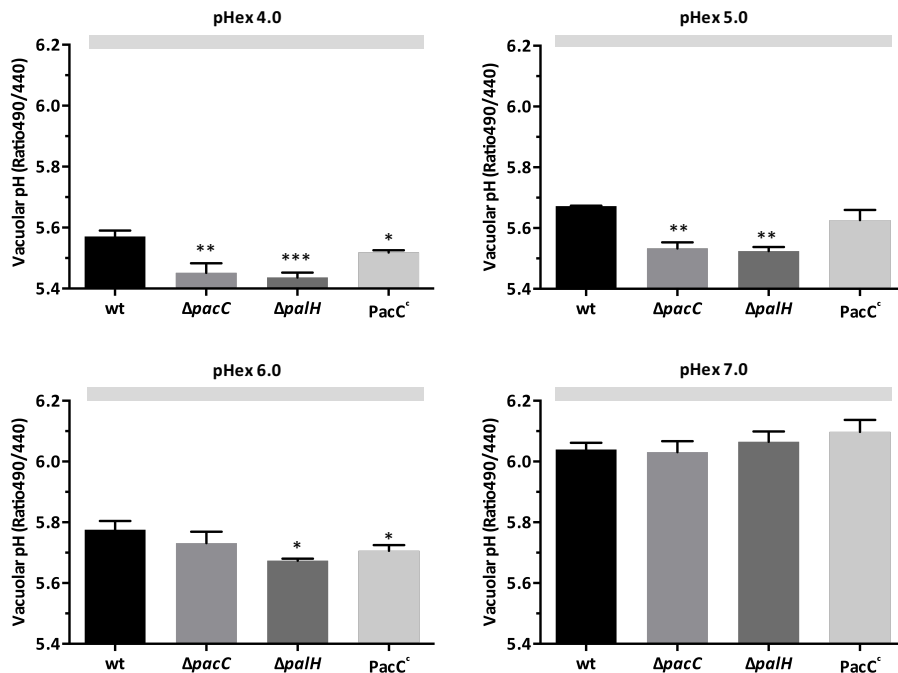 pHex 4.0
Vacuolar pH (Ratio490/440)
6.2
6.0
5.8
5.6
5.4
**
***
*
wt
ΔpacC
ΔpalH
PacCᶜ
pHex 5.0
Vacuolar pH (Ratio490/440)
6.2
6.0
5.8
5.6
5.4
**
**
wt
ΔpacC
ΔpalH
PacCᶜ
pHex 6.0
Vacuolar pH (Ratio490/440)
6.2
6.0
5.8
5.6
5.4
*
*
wt
ΔpacC
ΔpalH
PacCᶜ
pHex 7.0
Vacuolar pH (Ratio490/440)
6.2
6.0
5.8
5.6
5.4
wt
ΔpacC
ΔpalH
PacCᶜ